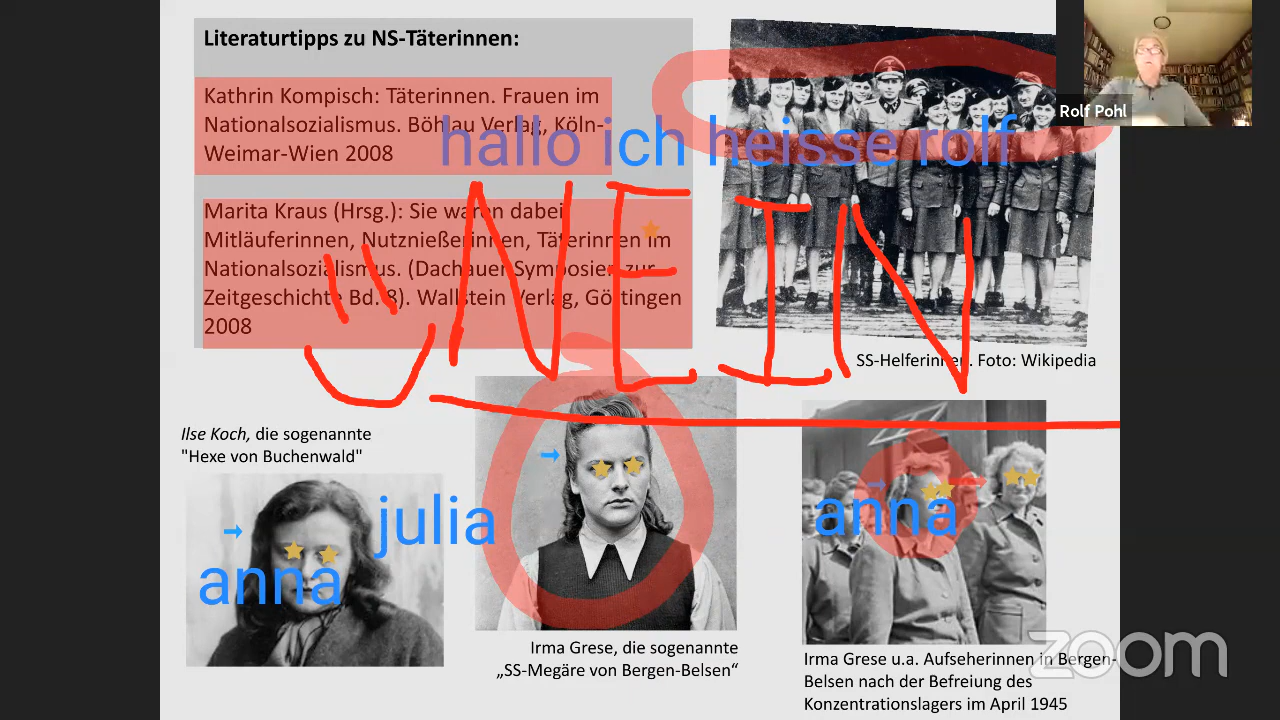 Literaturtipps zu NS-Täterinnen:
Kathrin Kompisch: Täterinnen. Frauen im
Nationalsozialismus. Böhlau Verlag, Köln-
Weimar-Wien 2008
hallo ich heisse rolf
Rolf Pohl
Marita Kraus (Hrsg.): Sie waren dabei
Mitläuferinnen, Nutznießerinnen, Täterinnen im
Nationalsozialismus. (Dachauer Symposien zur
Zeitgeschichte Bd. 8). Wallstein Verlag, Göttingen
2008
NEIN
SS-Helferinnen. Foto: Wikipedia
Ilse Koch, die sogenannte
"Hexe von Buchenwald"
julia
anna
anna
Irma Grese, die sogenannte
„SS-Megäre von Bergen-Belsen“
Irma Grese u.a. Aufseherinnen in Bergen-
Belsen nach der Befreiung des
Konzentrationslagers im April 1945
zoom